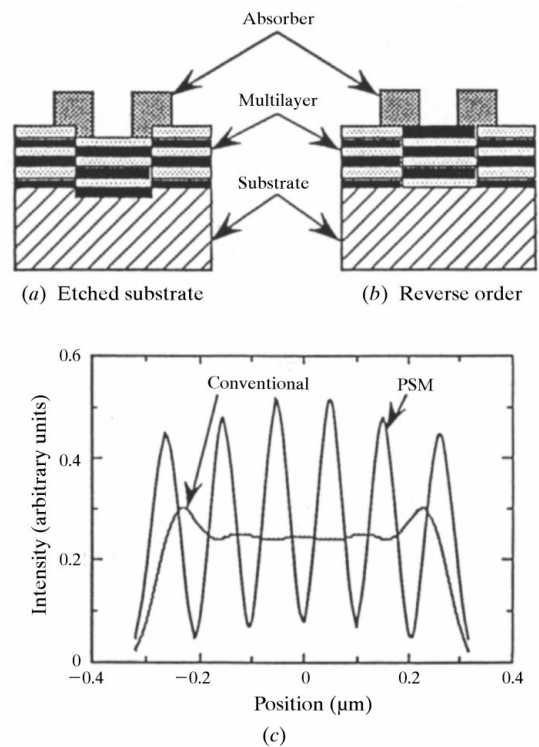 Absorber
Multilayer
Substrate
(a) Etched substrate
(b) Reverse order
0.6
Conventional
PSM
0.4
Intensity (arbitrary units)
0.2
0
−0.4
−0.2
0
0.2
0.4
Position (μm)
(c)